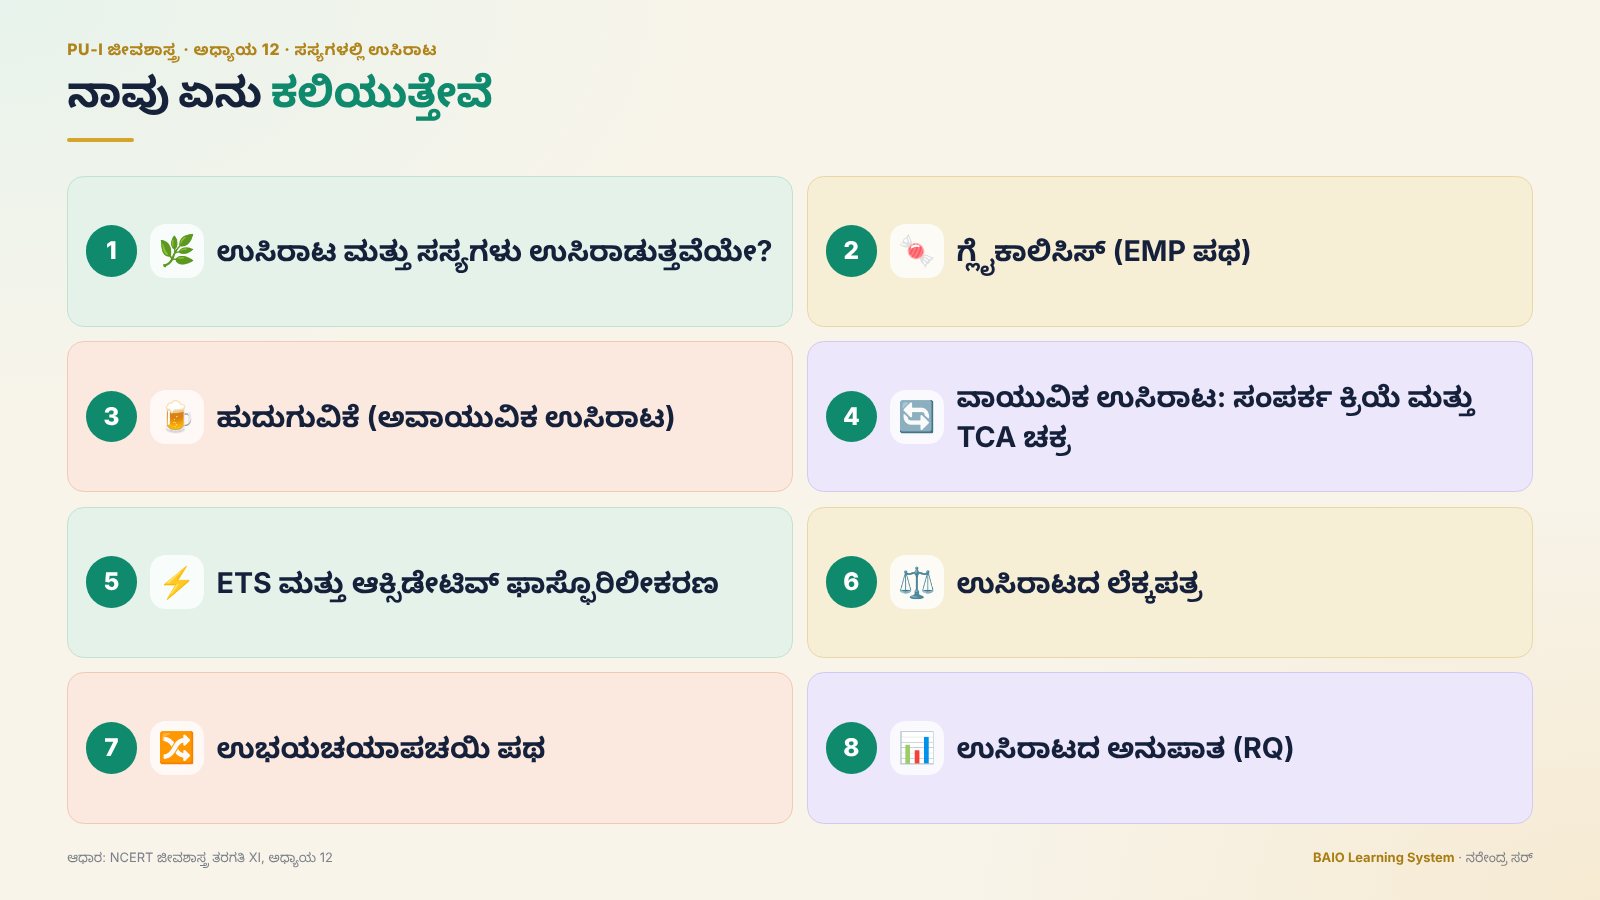 PU-I ಜೀವಶಾಸ್ತ್ರ · ಅಧ್ಯಾಯ 12 · ಸಸ್ಯಗಳಲ್ಲಿ ಉಸಿರಾಟ
ನಾವು ಏನು ಕಲಿಯುತ್ತೇವೆ
1 ಉಸಿರಾಟ ಮತ್ತು ಸಸ್ಯಗಳು ಉಸಿರಾಡುತ್ತವೆಯೇ?
2 ಗ್ಲೈಕಾಲಿಸಿಸ್ (EMP ಪಥ)
3 ಹುದುಗುವಿಕೆ (ಅವಾಯುವಿಕ ಉಸಿರಾಟ)
4 ವಾಯುವಿಕ ಉಸಿರಾಟ: ಸಂಪರ್ಕ ಕ್ರಿಯೆ ಮತ್ತು
TCA ಚಕ್ರ
5 ETS ಮತ್ತು ಆಕ್ಸಿಡೇಟಿವ್ ಫಾಸ್ಫೊರಿಲೀಕರಣ
6 ಉಸಿರಾಟದ ಲೆಕ್ಕಪತ್ರ
7 ಉಭಯಚಯಾಪಚಯಿ ಪಥ
8 ಉಸಿರಾಟದ ಅನುಪಾತ (RQ)
ಆಧಾರ: NCERT ಜೀವಶಾಸ್ತ್ರ ತರಗತಿ XI, ಅಧ್ಯಾಯ 12
BAIO Learning System · ನರೇಂದ್ರ ಸರ್